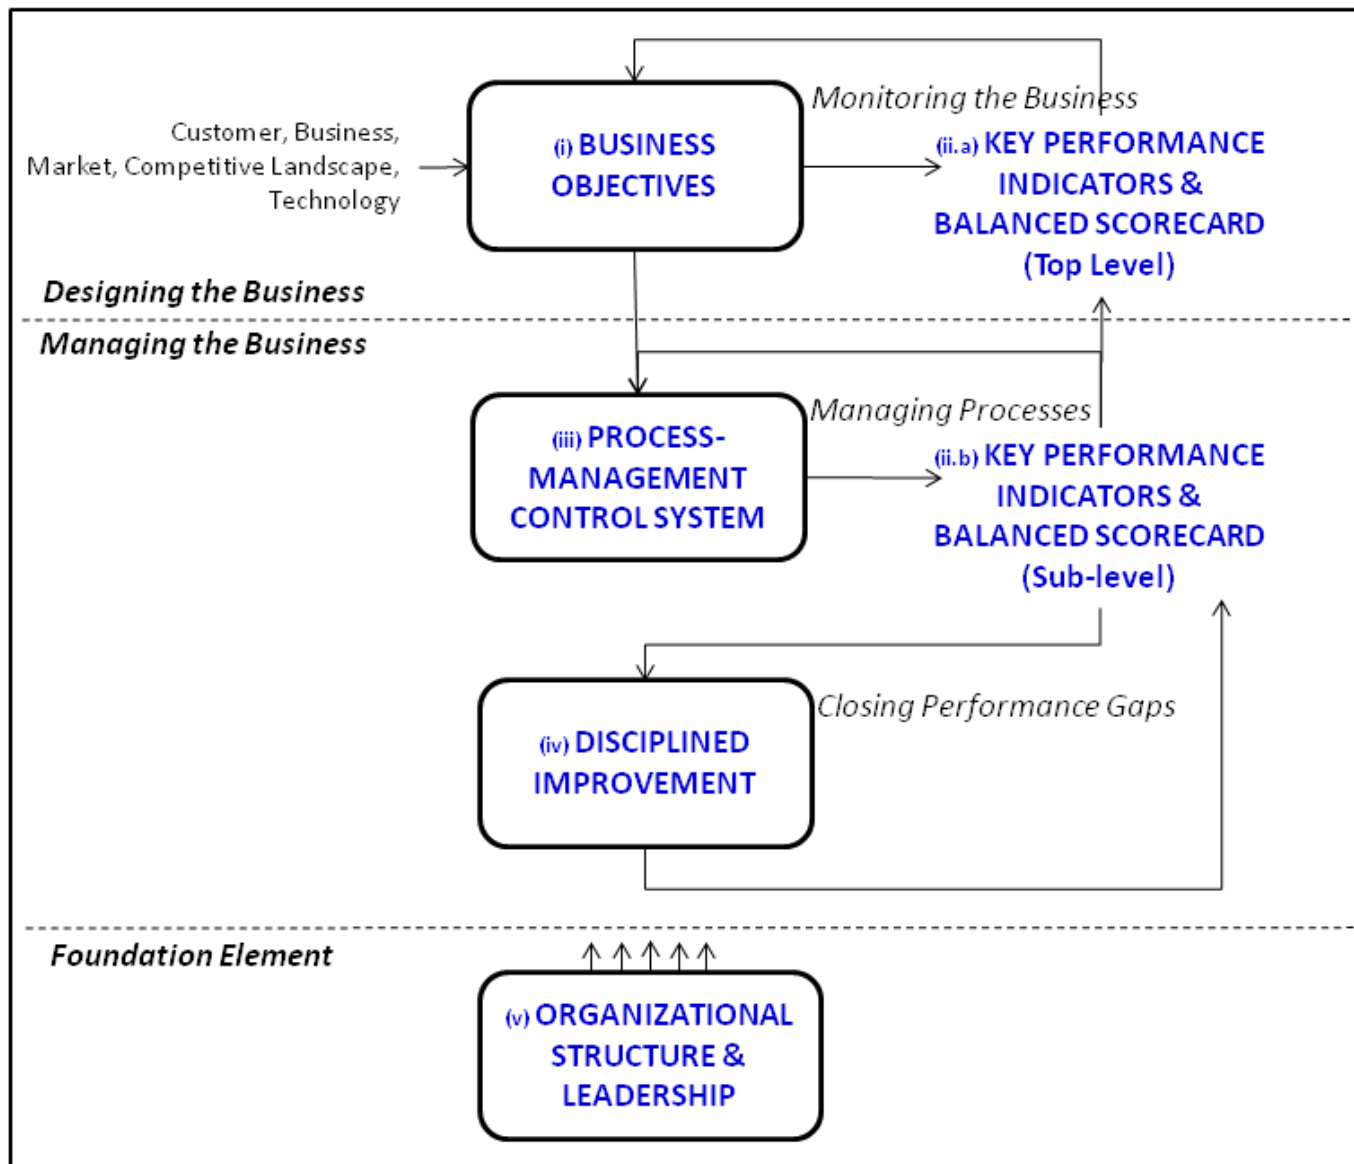 Monitoring the Business
Customer, Business,
Market, Competitive Landscape,
Technology
(i) BUSINESS
OBJECTIVES
(ii.a) KEY PERFORMANCE
INDICATORS &
BALANCED SCORECARD
(Top Level)
Designing the Business
Managing the Business
Managing Processes
(iii) PROCESS-
MANAGEMENT
CONTROL SYSTEM
(ii.b) KEY PERFORMANCE
INDICATORS &
BALANCED SCORECARD
(Sub-level)
Closing Performance Gaps
(iv) DISCIPLINED
IMPROVEMENT
Foundation Element
(v) ORGANIZATIONAL
STRUCTURE &
LEADERSHIP